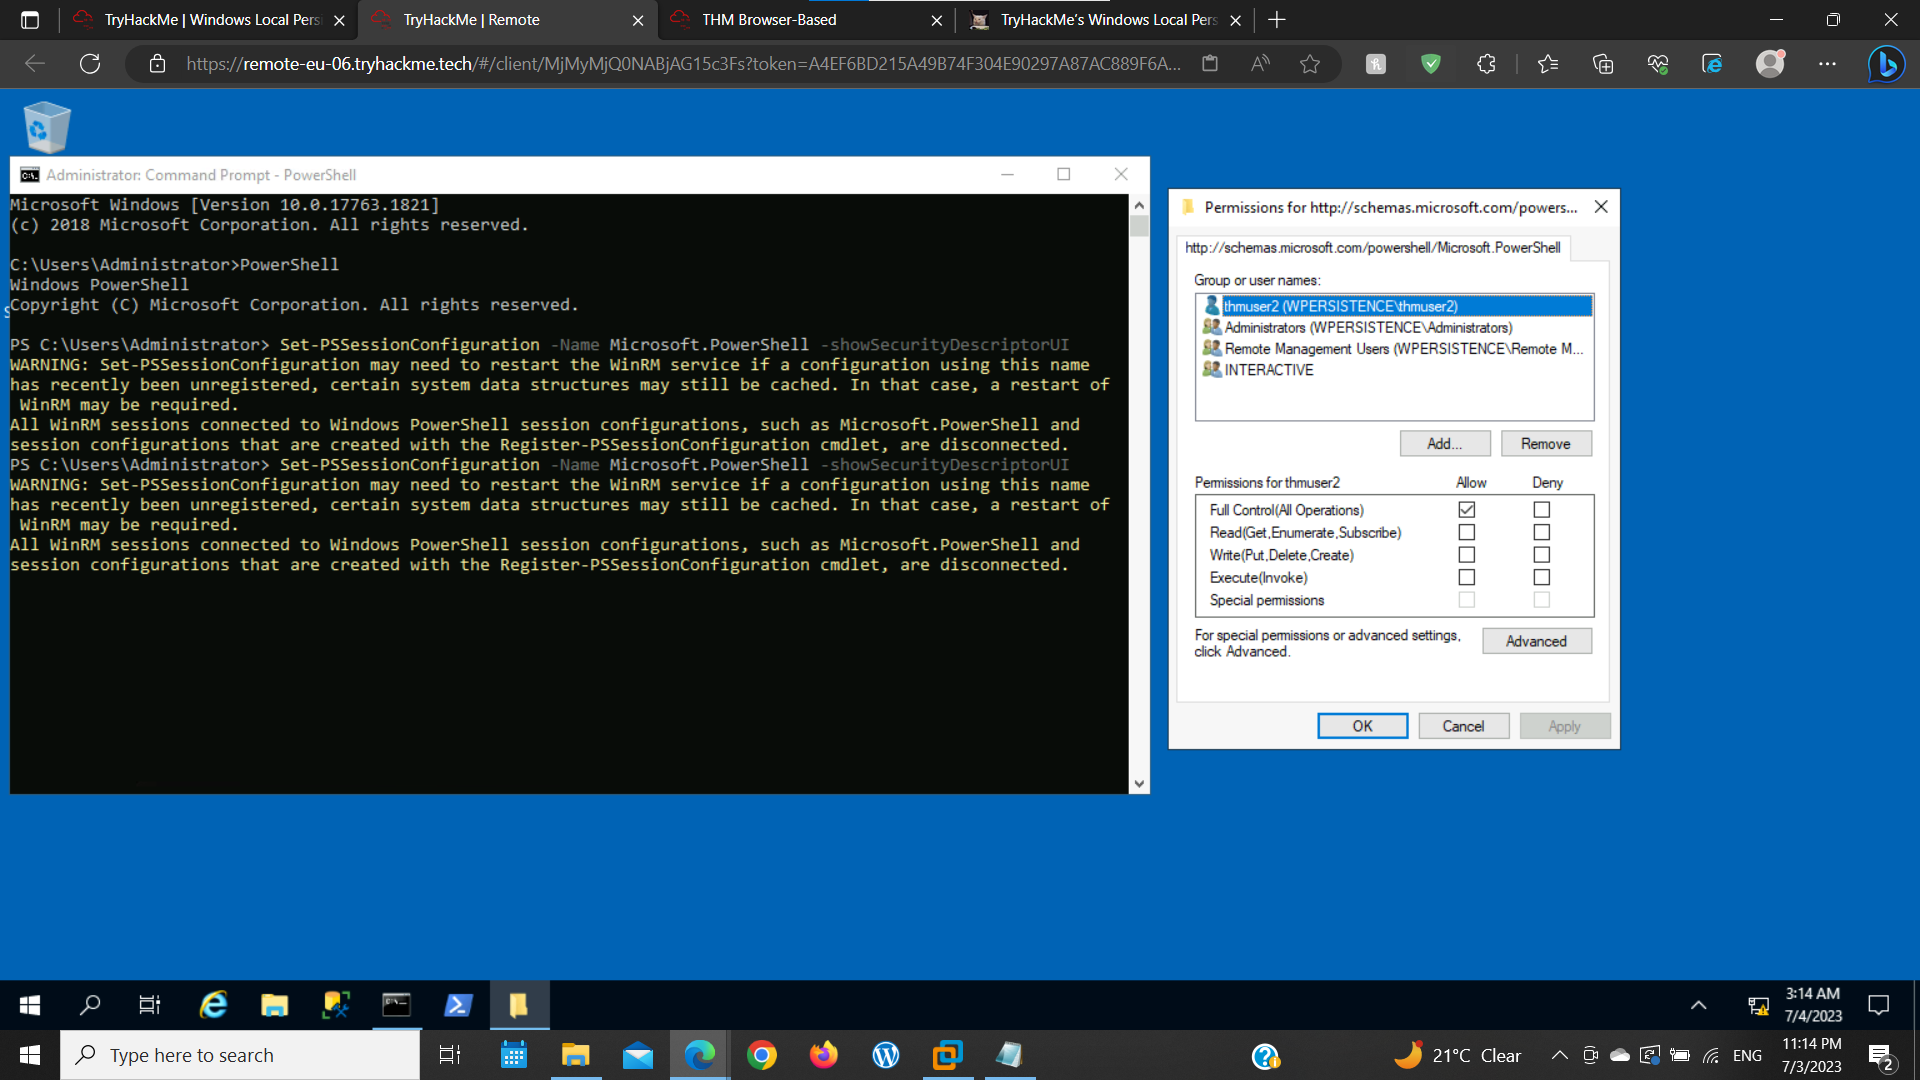 TryHackMe | Windows Local Pers
TryHackMe | Remote
THM Browser-Based
TryHackMe's Windows Local Pers
https://remote-eu-06.tryhackme.tech/#/client/MjMyMjQ0NABjAG15c3Fs?token=A4EF6BD215A49B74F304E90297A87AC889F6A...
Administrator: Command Prompt - PowerShell
Microsoft Windows [Version 10.0.17763.1821]
(c) 2018 Microsoft Corporation. All rights reserved.
C:\Users\Administrator>PowerShell
Windows PowerShell
Copyright (C) Microsoft Corporation. All rights reserved.
PS C:\Users\Administrator> Set-PSSessionConfiguration -Name Microsoft.PowerShell -showSecurityDescriptorUI
WARNING: Set-PSSessionConfiguration may need to restart the WinRM service if a configuration using this name
has recently been unregistered, certain system data structures may still be cached. In that case, a restart of
WinRM may be required.
All WinRM sessions connected to Windows PowerShell session configurations, such as Microsoft.PowerShell and
session configurations that are created with the Register-PSSessionConfiguration cmdlet, are disconnected.
PS C:\Users\Administrator> Set-PSSessionConfiguration -Name Microsoft.PowerShell -showSecurityDescriptorUI
WARNING: Set-PSSessionConfiguration may need to restart the WinRM service if a configuration using this name
has recently been unregistered, certain system data structures may still be cached. In that case, a restart of
WinRM may be required.
All WinRM sessions connected to Windows PowerShell session configurations, such as Microsoft.PowerShell and
session configurations that are created with the Register-PSSessionConfiguration cmdlet, are disconnected.
Permissions for http://schemas.microsoft.com/powers...
http://schemas.microsoft.com/powershell/Microsoft.PowerShell
Group or user names:
thmuser2 (WPERSISTENCE\thmuser2)
Administrators (WPERSISTENCE\Administrators)
Remote Management Users (WPERSISTENCE\Remote M...
INTERACTIVE
Add...
Remove
Permissions for thmuser2
Allow
Deny
Full Control(All Operations)
Read(Get,Enumerate,Subscribe)
Write(Put,Delete,Create)
Execute(Invoke)
Special permissions
For special permissions or advanced settings,
click Advanced.
Advanced
OK
Cancel
Apply
3:14 AM
7/4/2023
Type here to search
21°C Clear
ENG
11:14 PM
7/3/2023
2